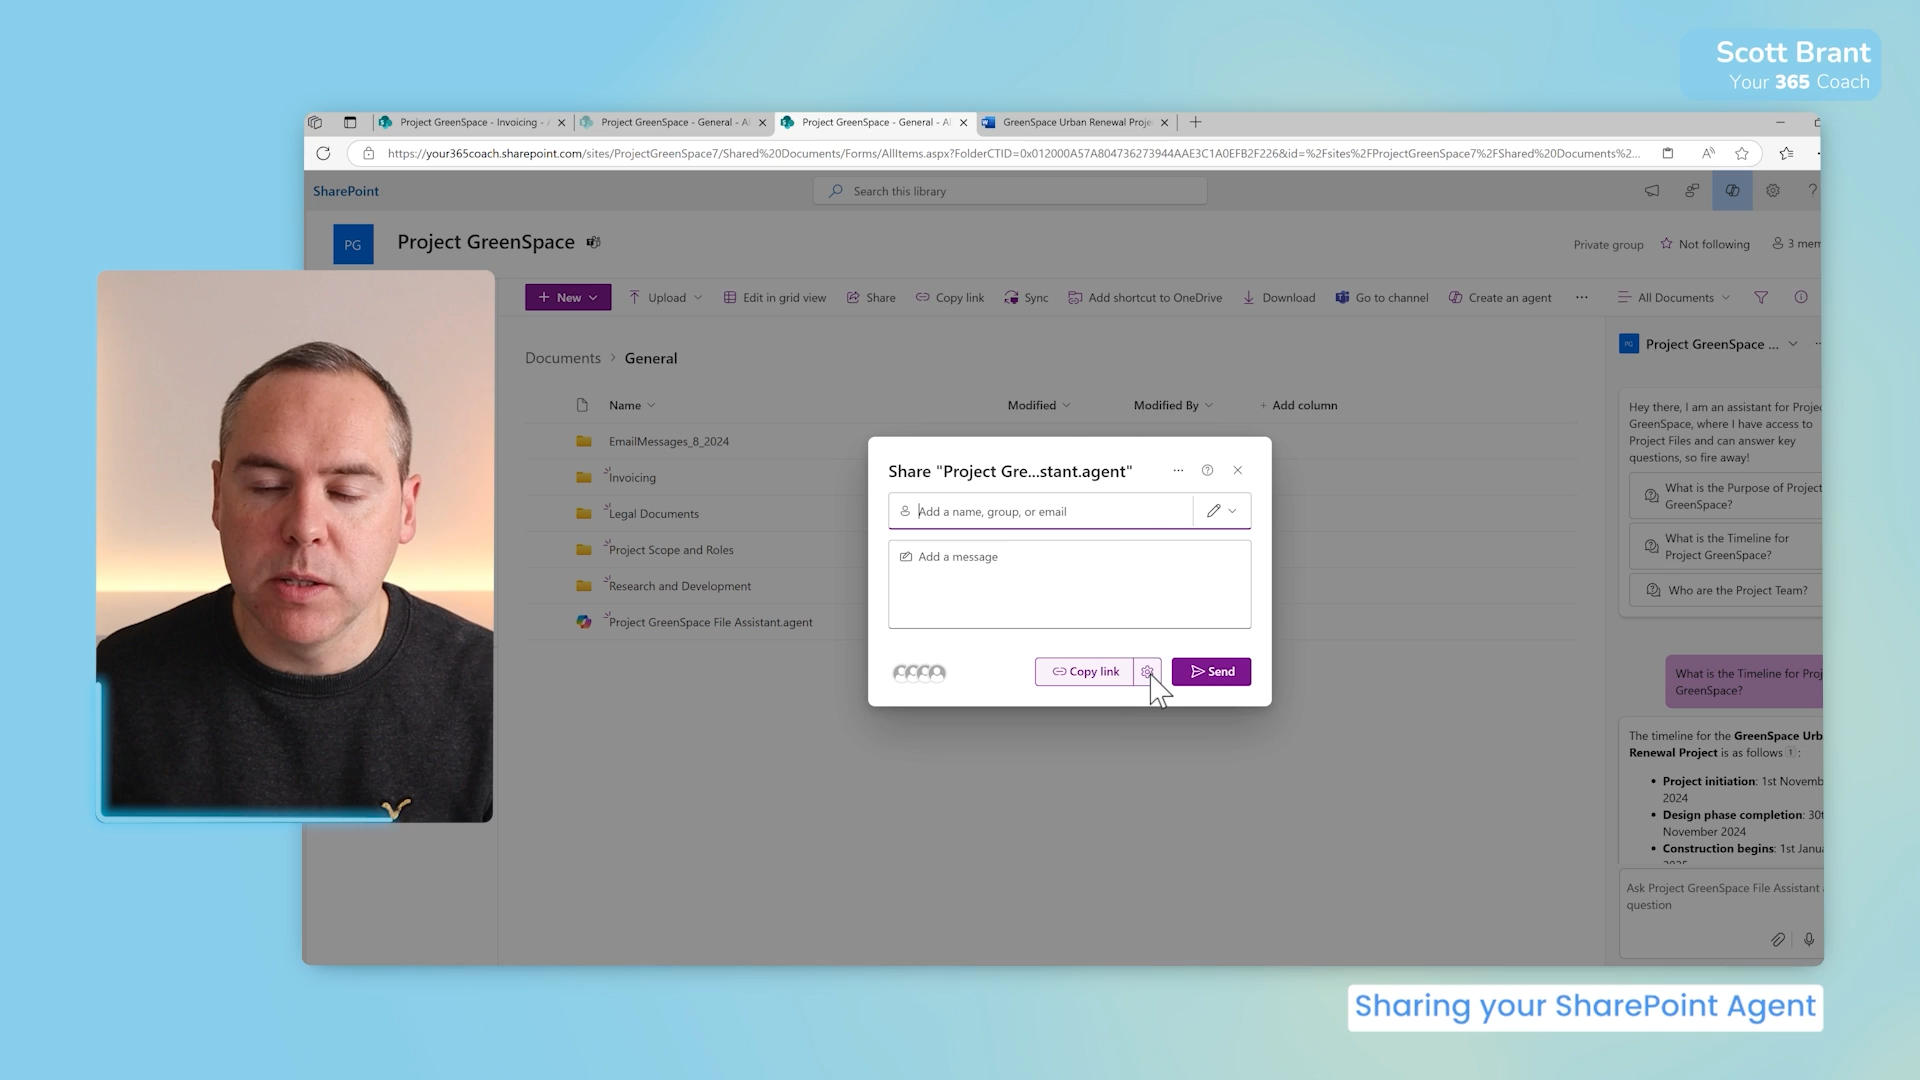 Scott Brant
Your 365 Coach
Project GreenSpace - Invoicing - A
Project GreenSpace - General - Al
Project GreenSpace - General - Al
GreenSpace Urban Renewal Proje
https://your365coach.sharepoint.com/sites/ProjectGreenSpace7/Shared%20Documents/Forms/AllItems.aspx?FolderCTID=0x012000A57A804736273944AAE3C1A0EFB2F226&id=%2Fsites%2FProjectGreenSpace7%2FShared%20Documents%2...
SharePoint
Search this library
PG
Project GreenSpace
Private group
Not following
3 mem
New
Upload
Edit in grid view
Share
Copy link
Sync
Add shortcut to OneDrive
Download
Go to channel
Create an agent
...
All Documents
Documents > General
Name
Modified
Modified By
+ Add column
EmailMessages_8_2024
Invoicing
Legal Documents
Project Scope and Roles
Research and Development
Project GreenSpace File Assistant.agent
Share "Project Gre...stant.agent"
Add a name, group, or email
Add a message
Copy link
Send
PG
Project GreenSpace ...
Hey there, I am an assistant for Projec
GreenSpace, where I have access to
Project Files and can answer key
questions, so fire away!
What is the Purpose of Project
GreenSpace?
What is the Timeline for
Project GreenSpace?
Who are the Project Team?
What is the Timeline for Proj
GreenSpace?
The timeline for the GreenSpace Urb
Renewal Project is as follows 1 :
• Project initiation: 1st Novemb
2024
• Design phase completion: 30t
November 2024
• Construction begins: 1st Janua
2025
Ask Project GreenSpace File Assistant a
question
Sharing your SharePoint Agent